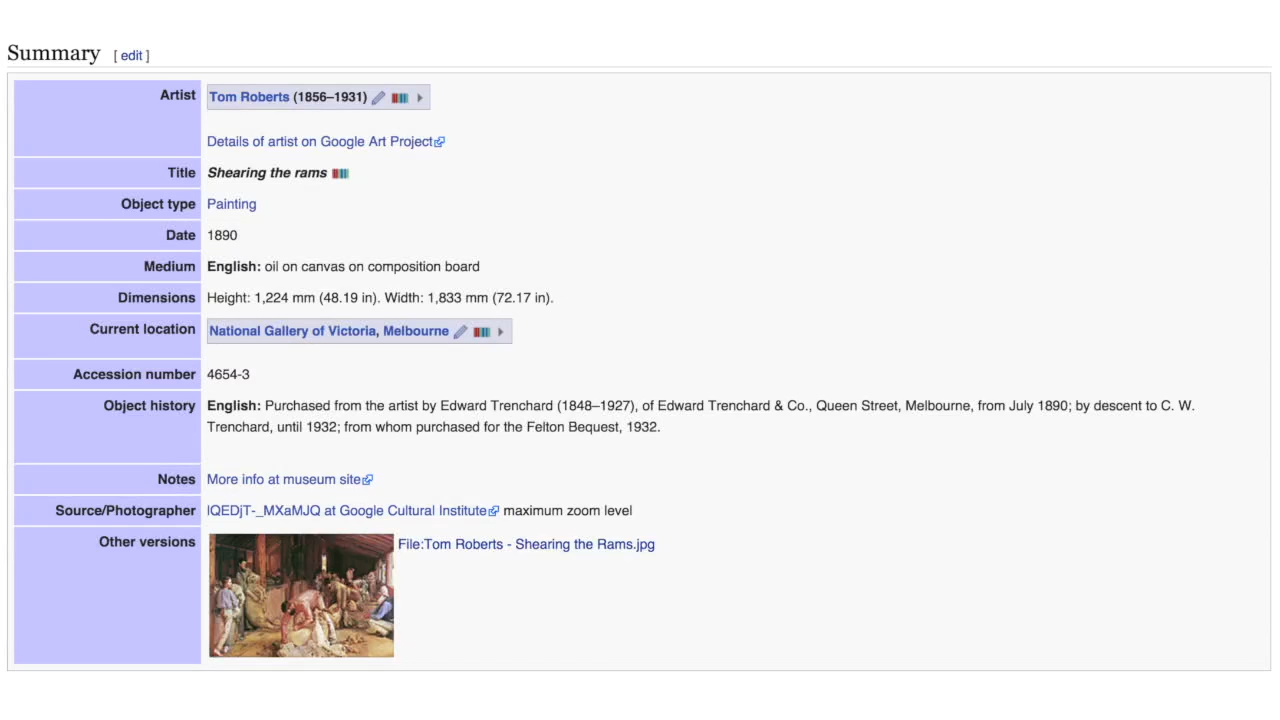 Summary [ edit ]
Artist Tom Roberts (1856–1931)
Details of artist on Google Art Project
Title Shearing the rams
Object type Painting
Date 1890
Medium English: oil on canvas on composition board
Dimensions Height: 1,224 mm (48.19 in). Width: 1,833 mm (72.17 in).
Current location National Gallery of Victoria, Melbourne
Accession number 4654-3
Object history English: Purchased from the artist by Edward Trenchard (1848–1927), of Edward Trenchard & Co., Queen Street, Melbourne, from July 1890; by descent to C. W.
Trenchard, until 1932; from whom purchased for the Felton Bequest, 1932.
Notes More info at museum site
Source/Photographer lQEDjT-_MXaMJQ at Google Cultural Institute maximum zoom level
Other versions File:Tom Roberts - Shearing the Rams.jpg